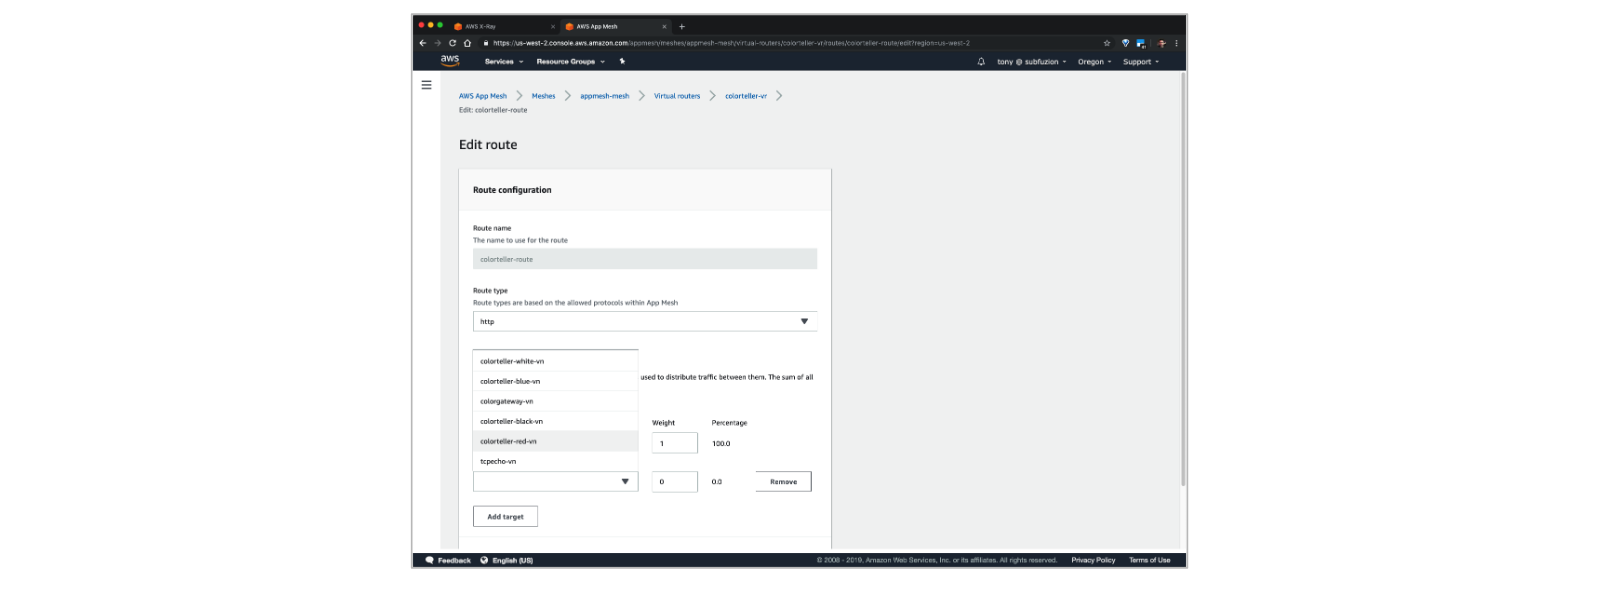 AWS X-Ray × AWS App Mesh × +
https://us-west-2.console.aws.amazon.com/appmesh/meshes/appmesh-mesh/virtual-routers/colorteller-vr/routes/colorteller-route/edit?region=us-west-2
aws Services Resource Groups tony @ subfuzion Oregon Support
AWS App Mesh Meshes appmesh-mesh Virtual routers colorteller-vr
Edit: colorteller-route
Edit route
Route configuration
Route name
The name to use for the route
colorteller-route
Route type
Route types are based on the allowed protocols within App Mesh
http
colorteller-white-vn
used to distribute traffic between them. The sum of all
colorteller-blue-vn
colorgateway-vn
colorteller-black-vn
Weight Percentage
colorteller-red-vn
1 100.0
tcpecho-vn
0 0.0 Remove
Add target
Feedback English (US) © 2008 - 2019, Amazon Web Services, Inc. or its affiliates. All rights reserved. Privacy Policy Terms of Use